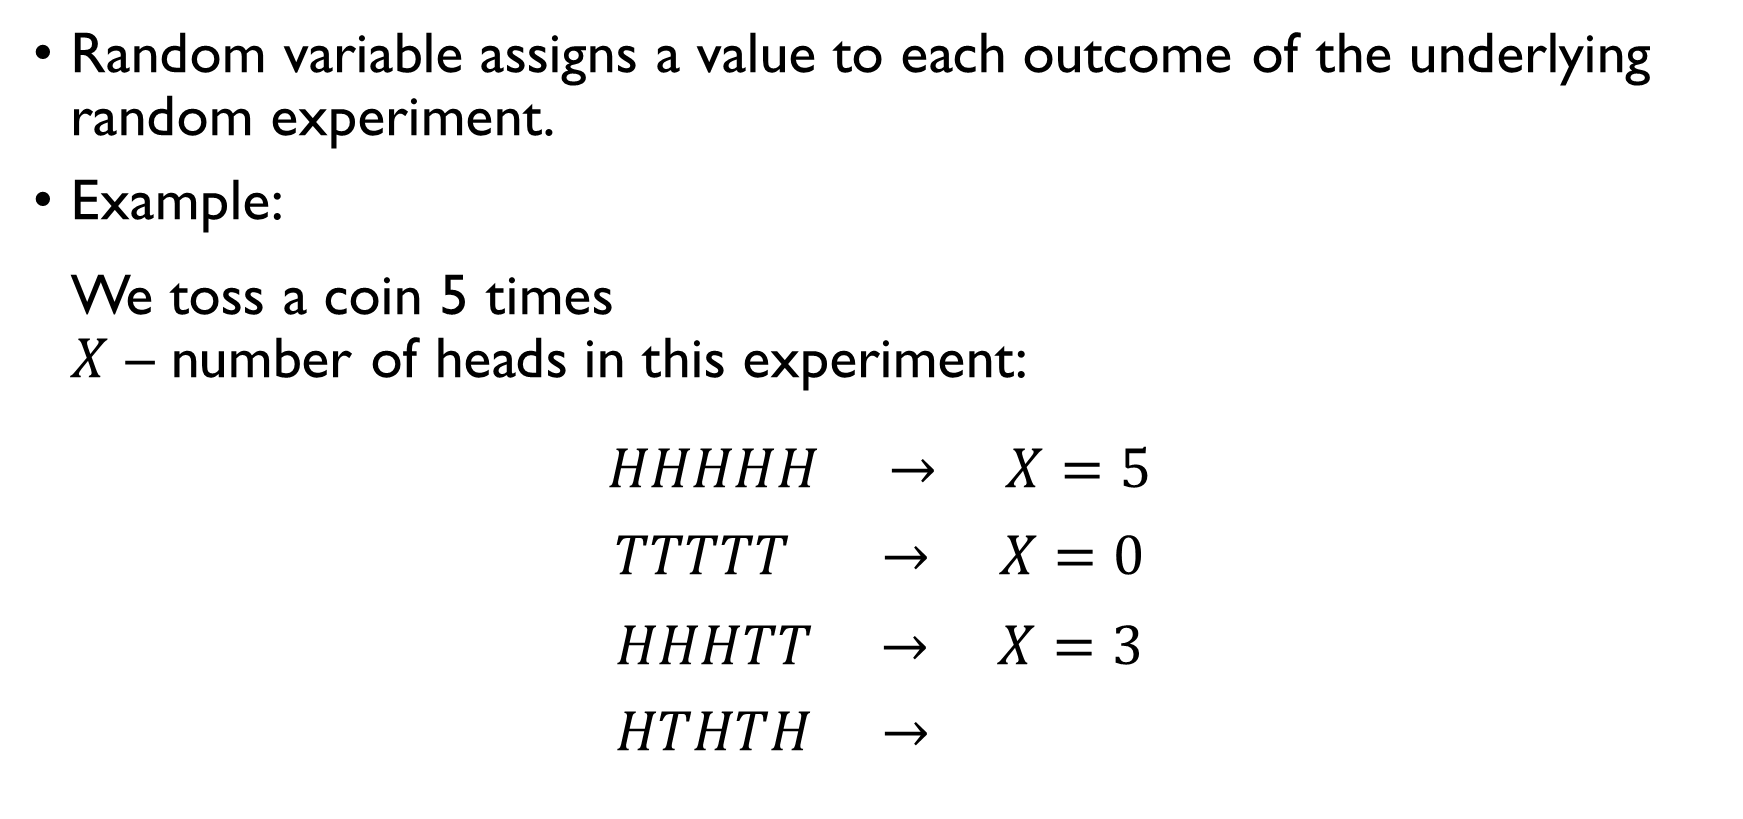 • Random variable assigns a value to each outcome of the underlying
random experiment.
• Example:
We toss a coin 5 times
X – number of heads in this experiment:
HHHHH → X = 5
TTTTT → X = 0
HHHTT → X = 3
HTHTH →